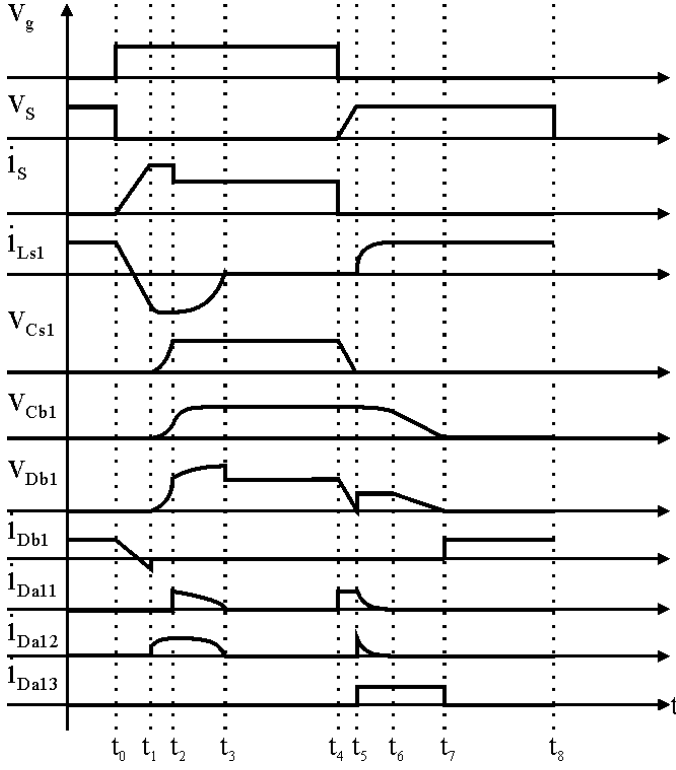 Vg
VS
iS
iLs1
VCs1
VCb1
VDb1
iDb1
iDa11
iDa12
iDa13
t
t0 t1 t2 t3 t4 t5 t6 t7 t8